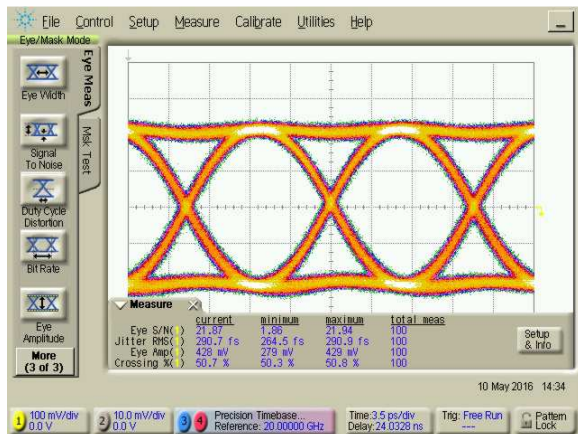 File Control Setup Measure Calibrate Utilities Help
Eye/Mask Mode
Eye Meas
Msk Test
Eye Width
Signal
To Noise
Duty Cycle
Distortion
Bit Rate
Eye
Amplitude
More
(3 of 3)
Measure
current minimum maximum total meas
Eye S/N(1) 21.87 1.86 21.94 100
Jitter RMS(1) 290.7 fs 264.5 fs 290.9 fs 100
Eye Amp(1) 428 mV 279 mV 429 mV 100
Crossing %(1) 50.7 % 50.3 % 50.8 % 100
Setup
& Info
10 May 2016 14:34
1 100 mV/div
0.0 V
2 10.0 mV/div
0.0 V
3 4 Precision Timebase...
Reference: 20.00000 GHz
Time:3.5 ps/div
Delay:24.0328 ns
Trig: Free Run
---
Pattern
Lock